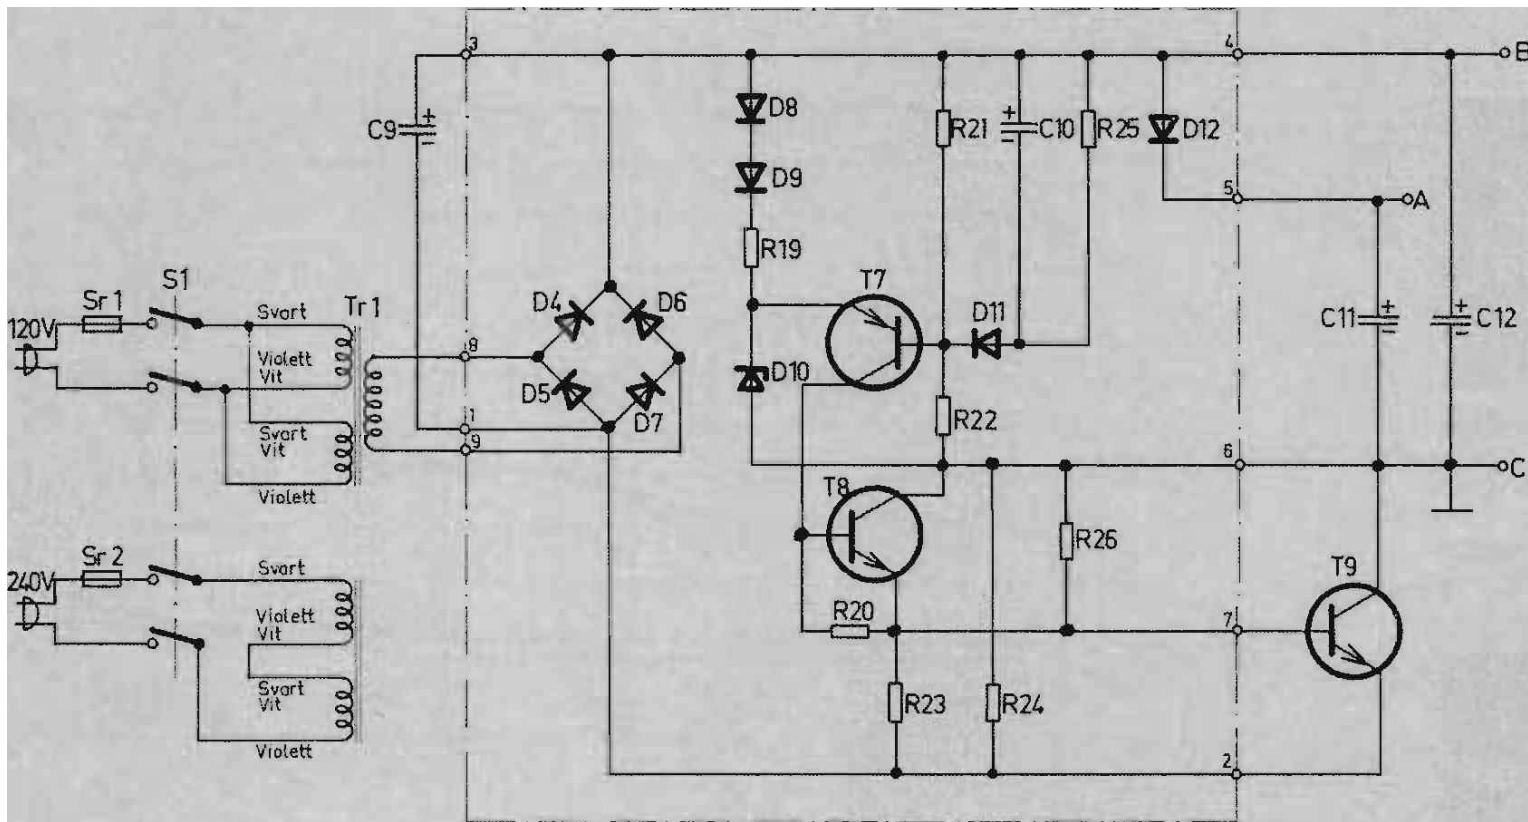 3
4
B
D8
C9
+
−
R21
+
−
C10
R25
D12
D9
5
A
R19
S1
Sr 1
Svart
Tr 1
T7
D4
D6
D11
120V
Violett
Vit
8
C11
+
−
+
−
C12
D5
D10
D7
1
9
R22
Svart
Vit
6
C
Violett
T8
R26
Sr 2
240V
Svart
T9
Violett
Vit
R20
7
Svart
Vit
R23
R24
Violett
2